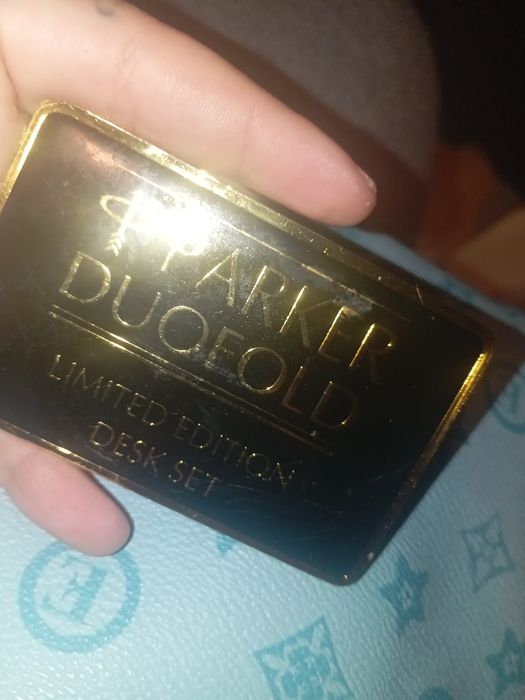 PARKER
DUOFOLD
LIMITED EDITION
DESK SET